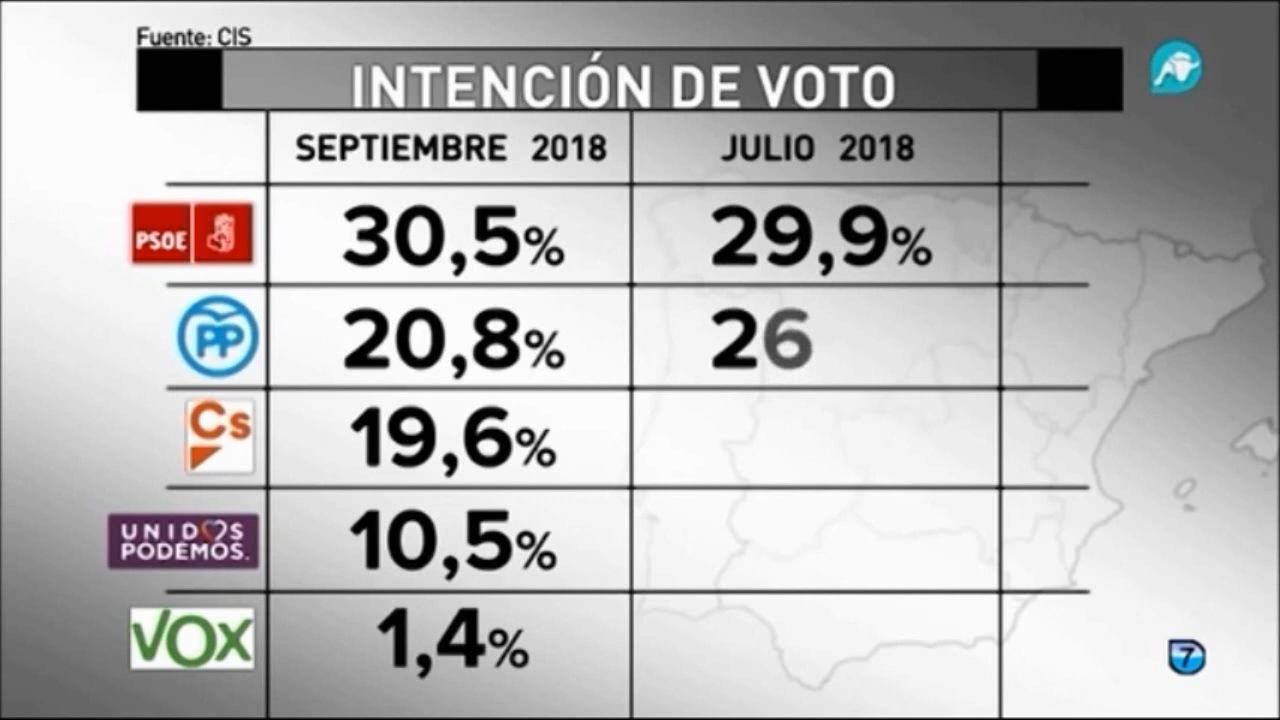 Fuente: CIS
INTENCIÓN DE VOTO
SEPTIEMBRE 2018 JULIO 2018
PSOE 30,5% 29,9%
PP 20,8% 26
Cs 19,6%
UNIDOS
PODEMOS. 10,5%
VOX 1,4%
7